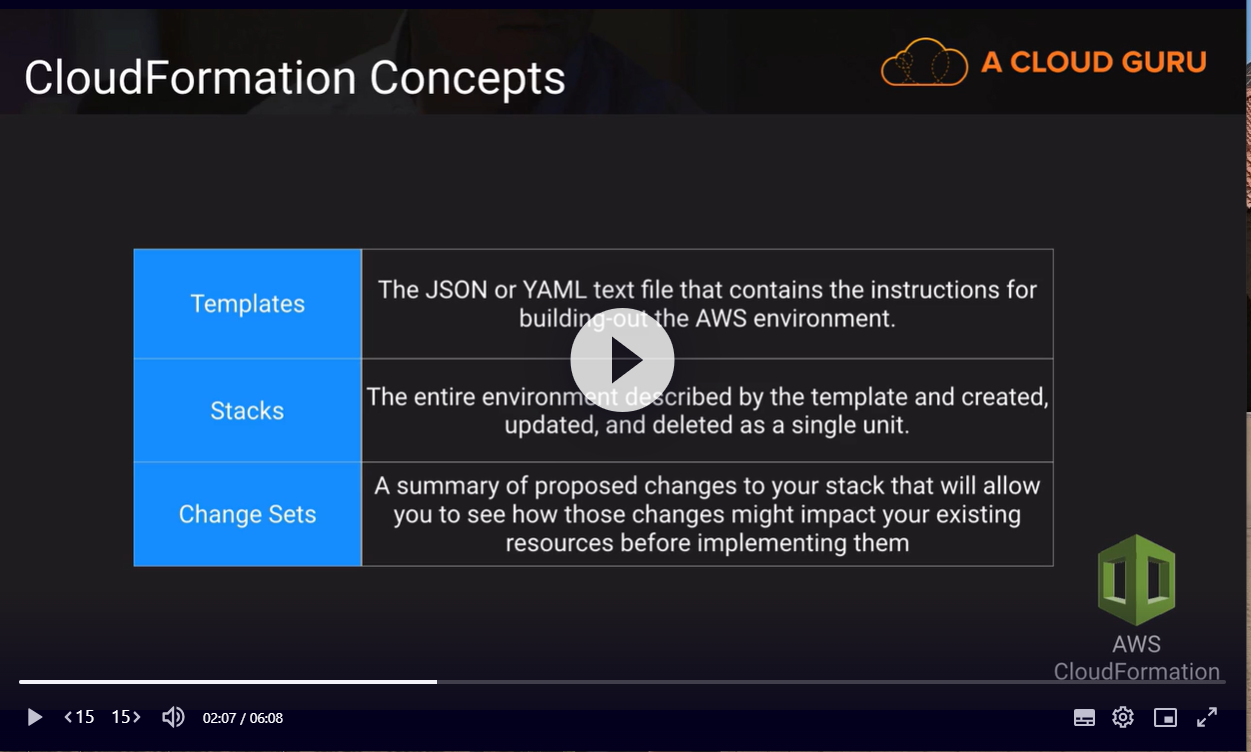 CloudFormation Concepts
A CLOUD GURU
Templates
The JSON or YAML text file that contains the instructions for
building-out the AWS environment.
Stacks
The entire environment described by the template and created,
updated, and deleted as a single unit.
Change Sets
A summary of proposed changes to your stack that will allow
you to see how those changes might impact your existing
resources before implementing them
AWS
CloudFormation
<15 15> 02:07 / 06:08